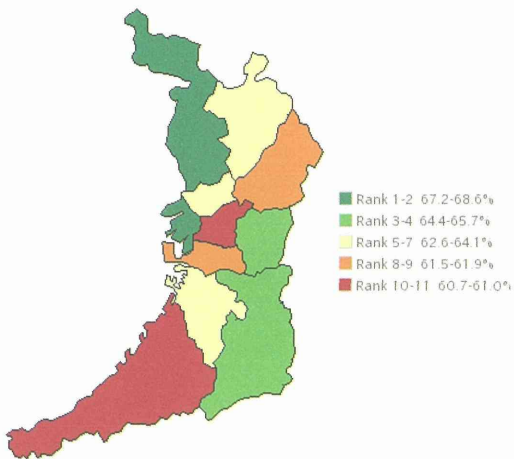 Rank 1-2 67.2-68.6%
Rank 3-4 64.4-65.7%
Rank 5-7 62.6-64.1%
Rank 8-9 61.5-61.9%
Rank 10-11 60.7-61.0%